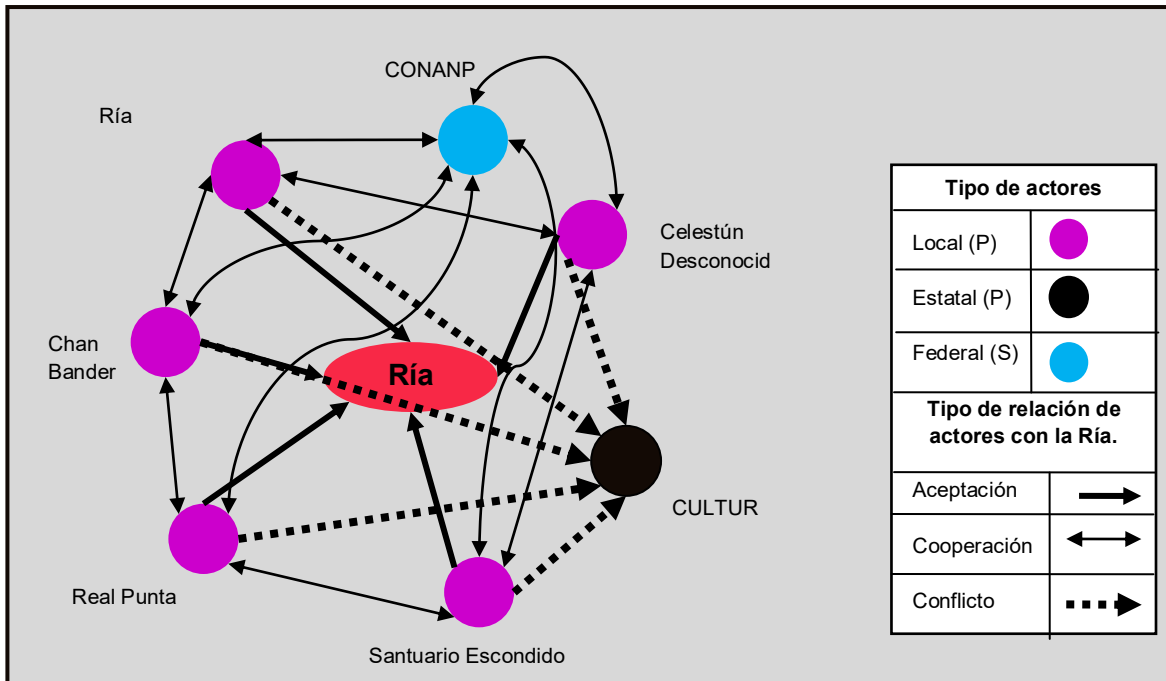 CONANP
Ría
Celestún
Desconocid
Chan
Bander
Ría
CULTUR
Real Punta
Santuario Escondido
Tipo de actores
Local (P)
Estatal (P)
Federal (S)
Tipo de relación de
actores con la Ría.
Aceptación
Cooperación
Conflicto